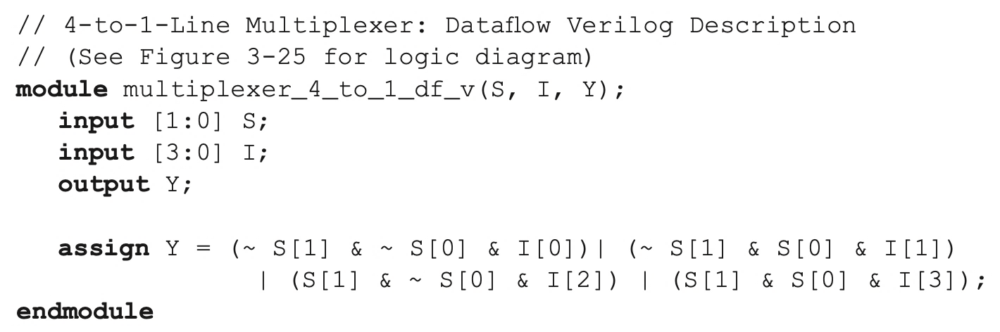 // 4-to-1-Line Multiplexer: Dataflow Verilog Description
// (See Figure 3-25 for logic diagram)
module multiplexer_4_to_1_df_v(S, I, Y);
input [1:0] S;
input [3:0] I;
output Y;
assign Y = (~ S[1] & ~ S[0] & I[0])| (~ S[1] & S[0] & I[1])
| (S[1] & ~ S[0] & I[2]) | (S[1] & S[0] & I[3]);
endmodule